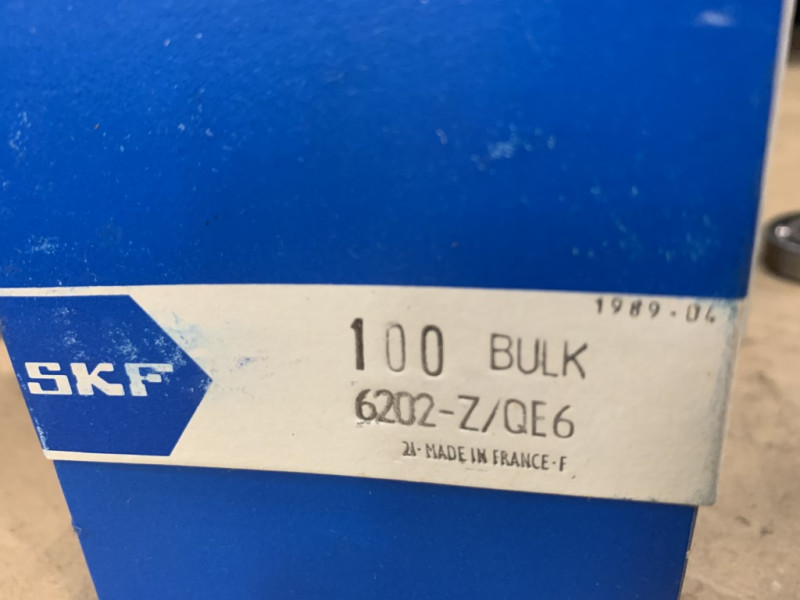 1989-04
SKF
100 BULK
6202-Z/QE6
21· MADE IN FRANCE·F